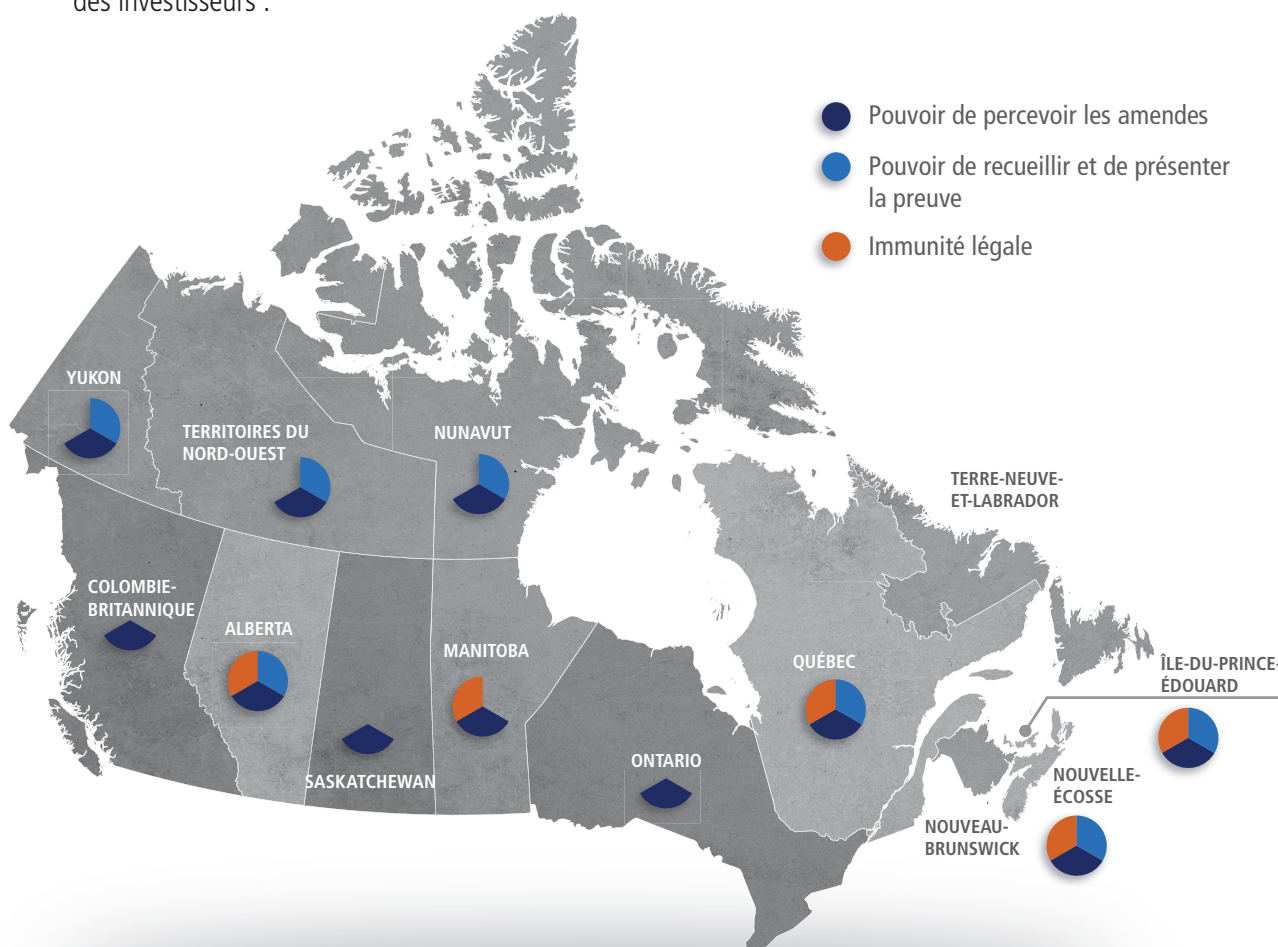 des investisseurs :
Pouvoir de percevoir les amendes
Pouvoir de recueillir et de présenter
la preuve
Immunité légale
YUKON
TERRITOIRES DU
NORD-OUEST
NUNAVUT
TERRE-NEUVE-
ET-LABRADOR
COLOMBIE-
BRITANNIQUE
ALBERTA
MANITOBA
QUÉBEC
ÎLE-DU-PRINCE-
ÉDOUARD
SASKATCHEWAN
ONTARIO
NOUVELLE-
ÉCOSSE
NOUVEAU-
BRUNSWICK